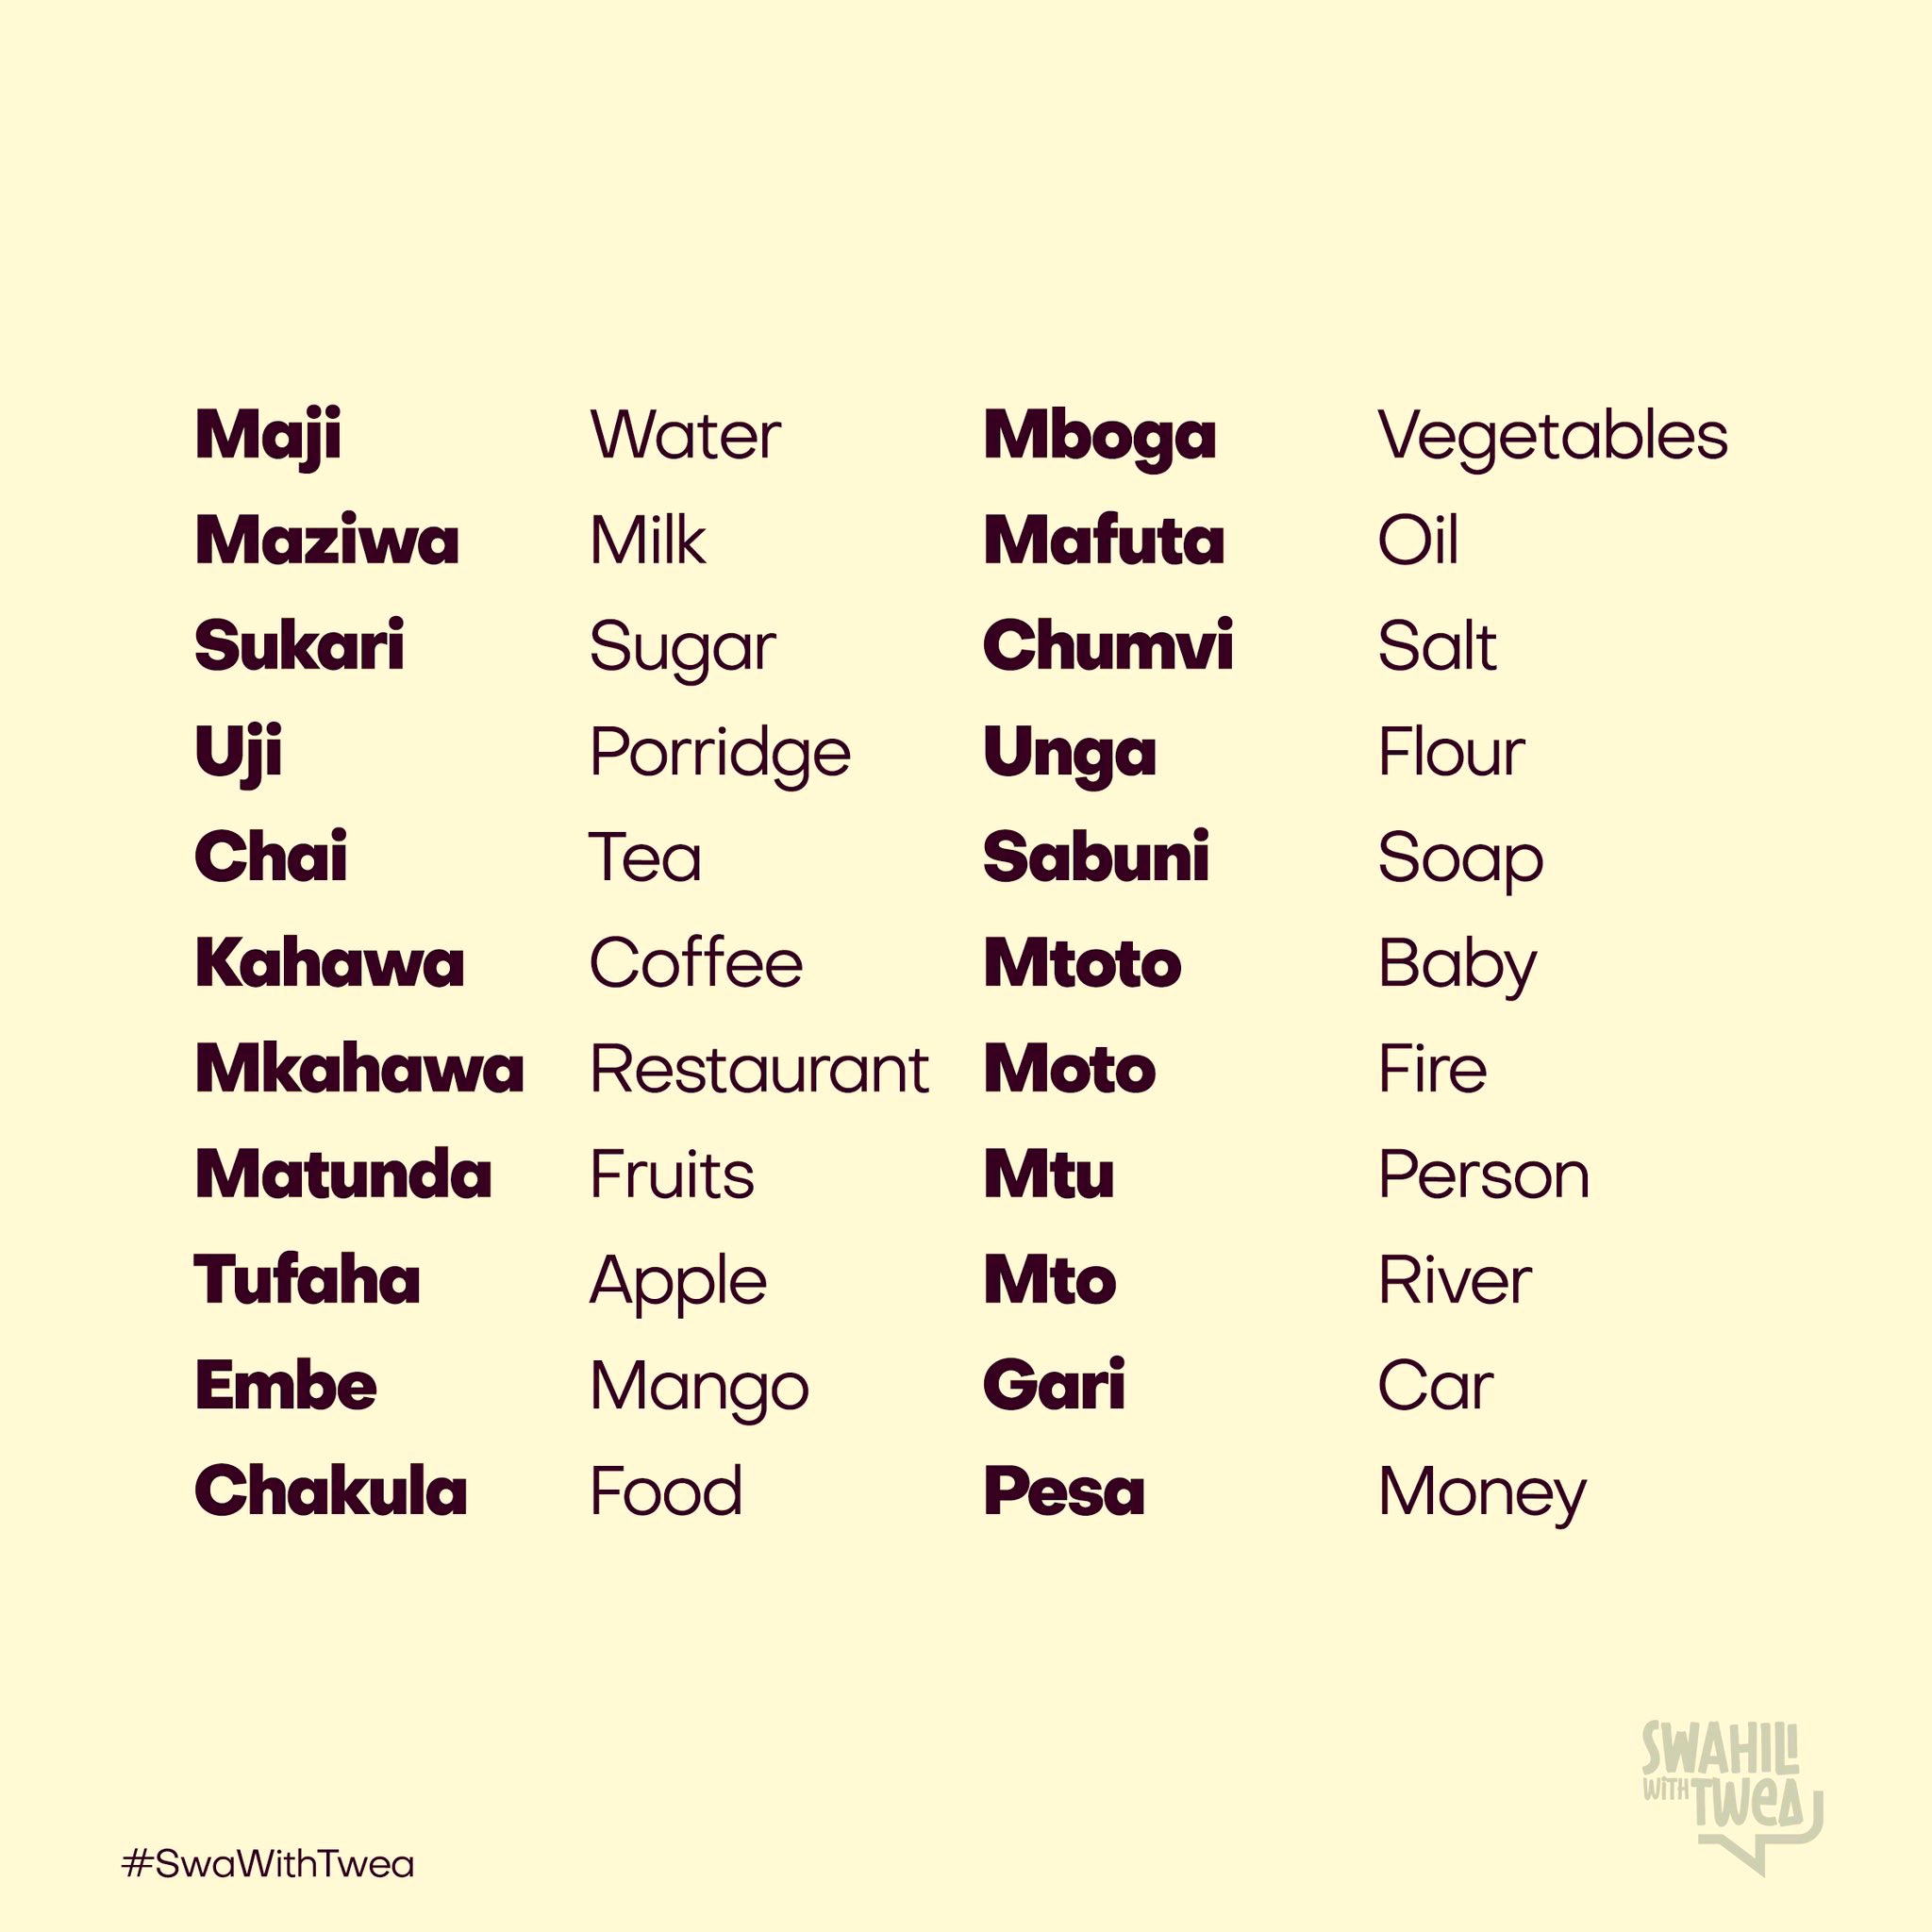 Maji Water Mboga Vegetables
Maziwa Milk Mafuta Oil
Sukari Sugar Chumvi Salt
Uji Porridge Unga Flour
Chai Tea Sabuni Soap
Kahawa Coffee Mtoto Baby
Mkahawa Restaurant Moto Fire
Matunda Fruits Mtu Person
Tufaha Apple Mto River
Embe Mango Gari Car
Chakula Food Pesa Money
SWAHILI
WITH TWEA
#SwaWithTwea